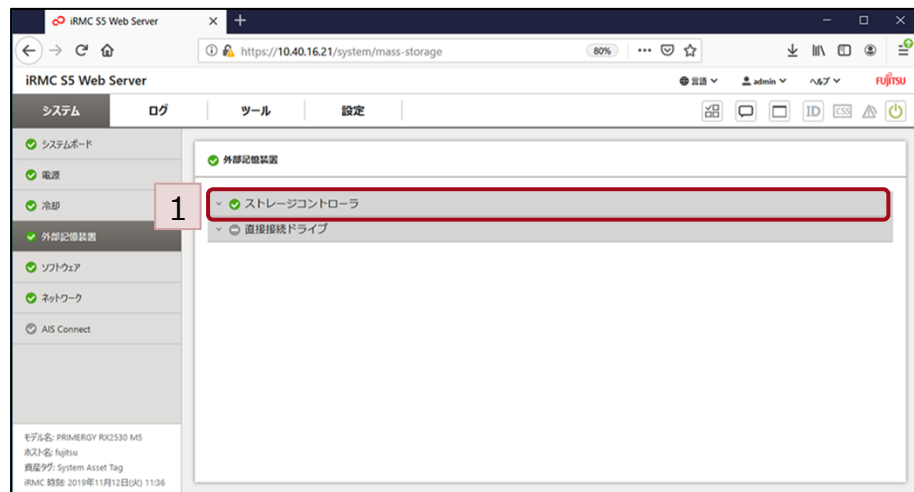 iRMC S5 Web Server
https://10.40.16.21/system/mass-storage
80%
iRMC S5 Web Server
言語
admin
ヘルプ
FUJITSU
システム
ログ
ツール
設定
ID
CSS
システムボード
電源
冷却
外部記憶装置
ソフトウェア
ネットワーク
AIS Connect
外部記憶装置
1
ストレージコントローラ
直接接続ドライブ
モデル名: PRIMERGY RX2530 M5
ホスト名: fujitsu
資産タグ: System Asset Tag
iRMC 時刻: 2019年11月12日(火) 11:36